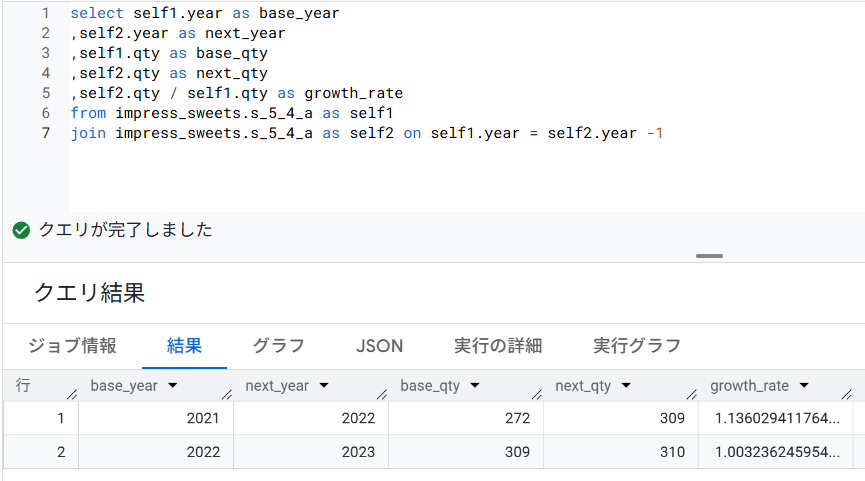 1 select self1.year as base_year
2 ,self2.year as next_year
3 ,self1.qty as base_qty
4 ,self2.qty as next_qty
5 ,self2.qty / self1.qty as growth_rate
6 from impress_sweets.s_5_4_a as self1
7 join impress_sweets.s_5_4_a as self2 on self1.year = self2.year -1
クエリが完了しました
クエリ結果
ジョブ情報 結果 グラフ JSON 実行の詳細 実行グラフ
行 base_year next_year base_qty next_qty growth_rate
1 2021 2022 272 309 1.136029411764...
2 2022 2023 309 310 1.003236245954...